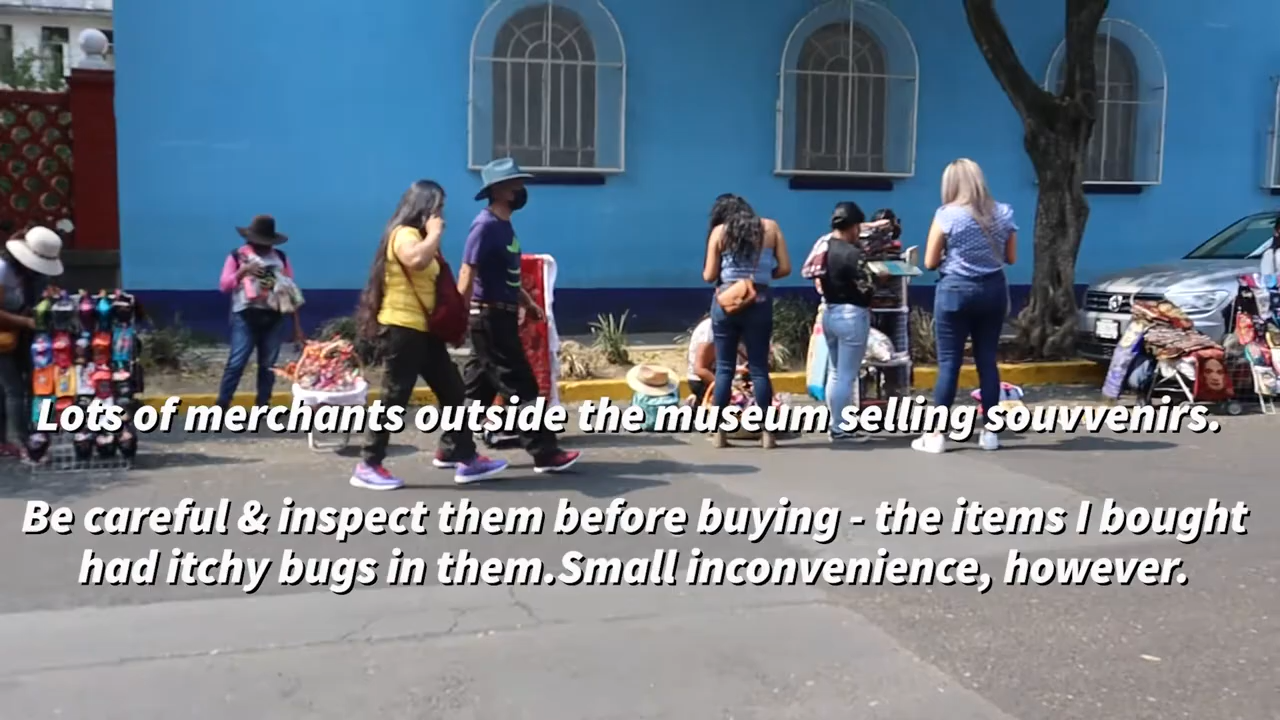 Lots of merchants outside the museum selling souvvenirs.
Be careful & inspect them before buying - the items I bought
had itchy bugs in them.Small inconvenience, however.